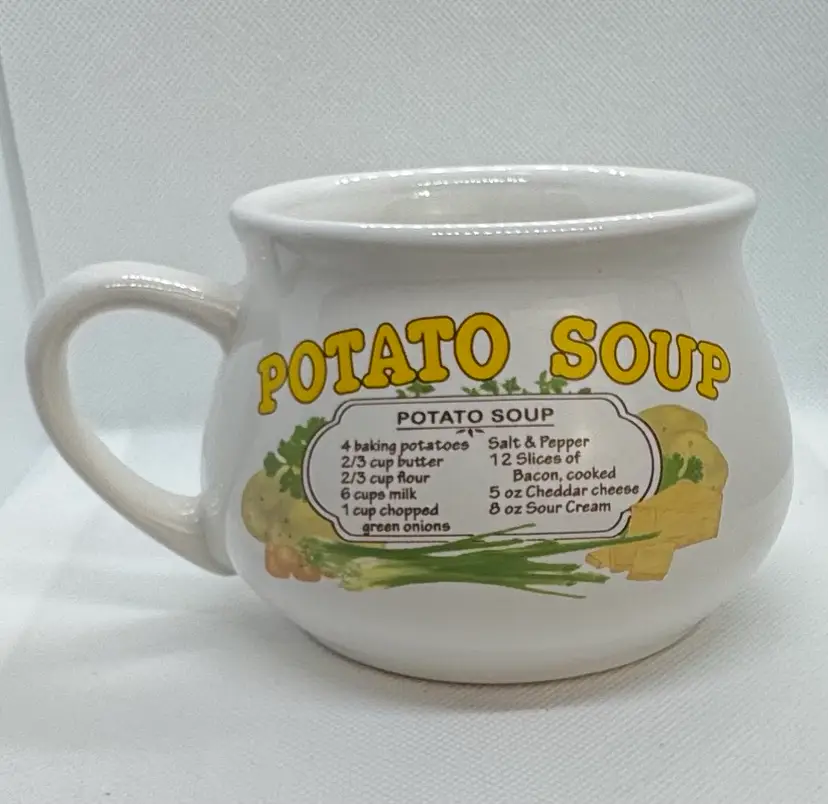 POTATO SOUP
POTATO SOUP
4 baking potatoes
2/3 cup butter
2/3 cup flour
6 cups milk
1 cup chopped
green onions
Salt & Pepper
12 Slices of
Bacon, cooked
5 oz Cheddar cheese
8 oz Sour Cream